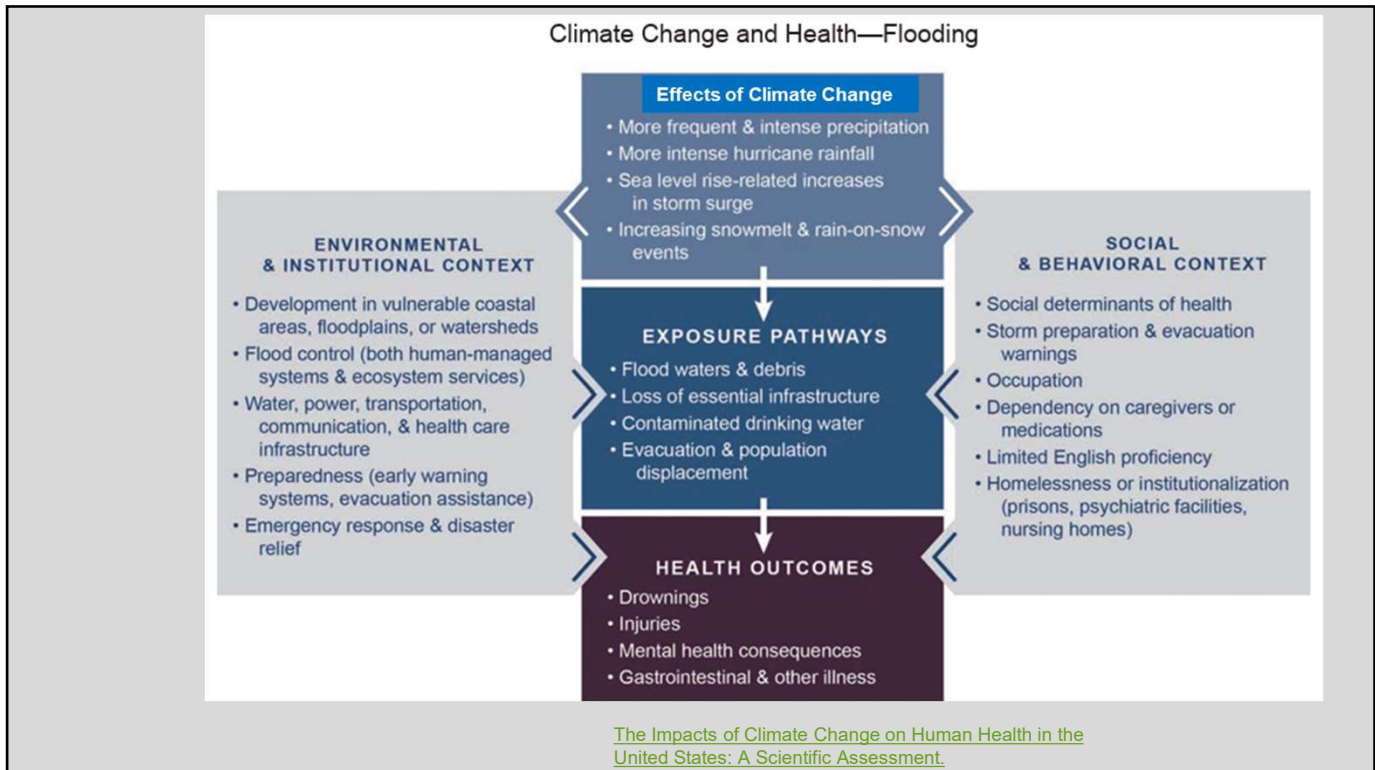 Climate Change and Health—Flooding
Effects of Climate Change
• More frequent & intense precipitation
• More intense hurricane rainfall
• Sea level rise-related increases
in storm surge
• Increasing snowmelt & rain-on-snow
events
ENVIRONMENTAL
& INSTITUTIONAL CONTEXT
• Development in vulnerable coastal
areas, floodplains, or watersheds
• Flood control (both human-managed
systems & ecosystem services)
• Water, power, transportation,
communication, & health care
infrastructure
• Preparedness (early warning
systems, evacuation assistance)
• Emergency response & disaster
relief
EXPOSURE PATHWAYS
• Flood waters & debris
• Loss of essential infrastructure
• Contaminated drinking water
• Evacuation & population
displacement
SOCIAL
& BEHAVIORAL CONTEXT
• Social determinants of health
• Storm preparation & evacuation
warnings
• Occupation
• Dependency on caregivers or
medications
• Limited English proficiency
• Homelessness or institutionalization
(prisons, psychiatric facilities,
nursing homes)
HEALTH OUTCOMES
• Drownings
• Injuries
• Mental health consequences
• Gastrointestinal & other illness
The Impacts of Climate Change on Human Health in the
United States: A Scientific Assessment.